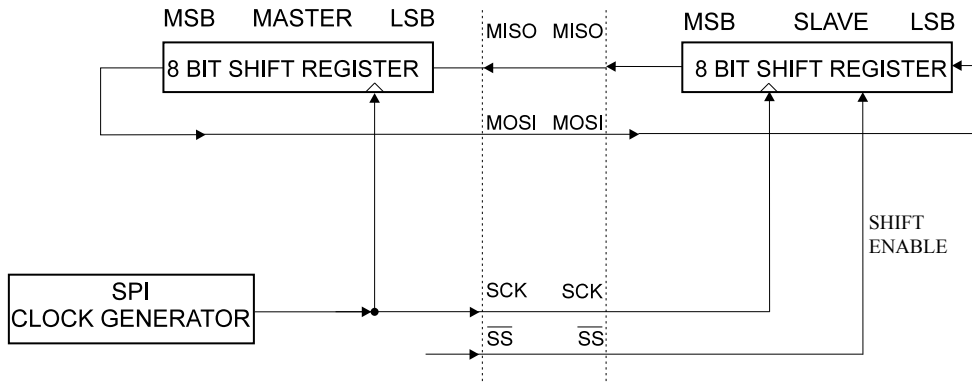 MSB MASTER LSB
MISO MISO
MSB SLAVE LSB
8 BIT SHIFT REGISTER
8 BIT SHIFT REGISTER
MOSI MOSI
SHIFT
ENABLE
SPI
CLOCK GENERATOR
SCK SCK
SS SS